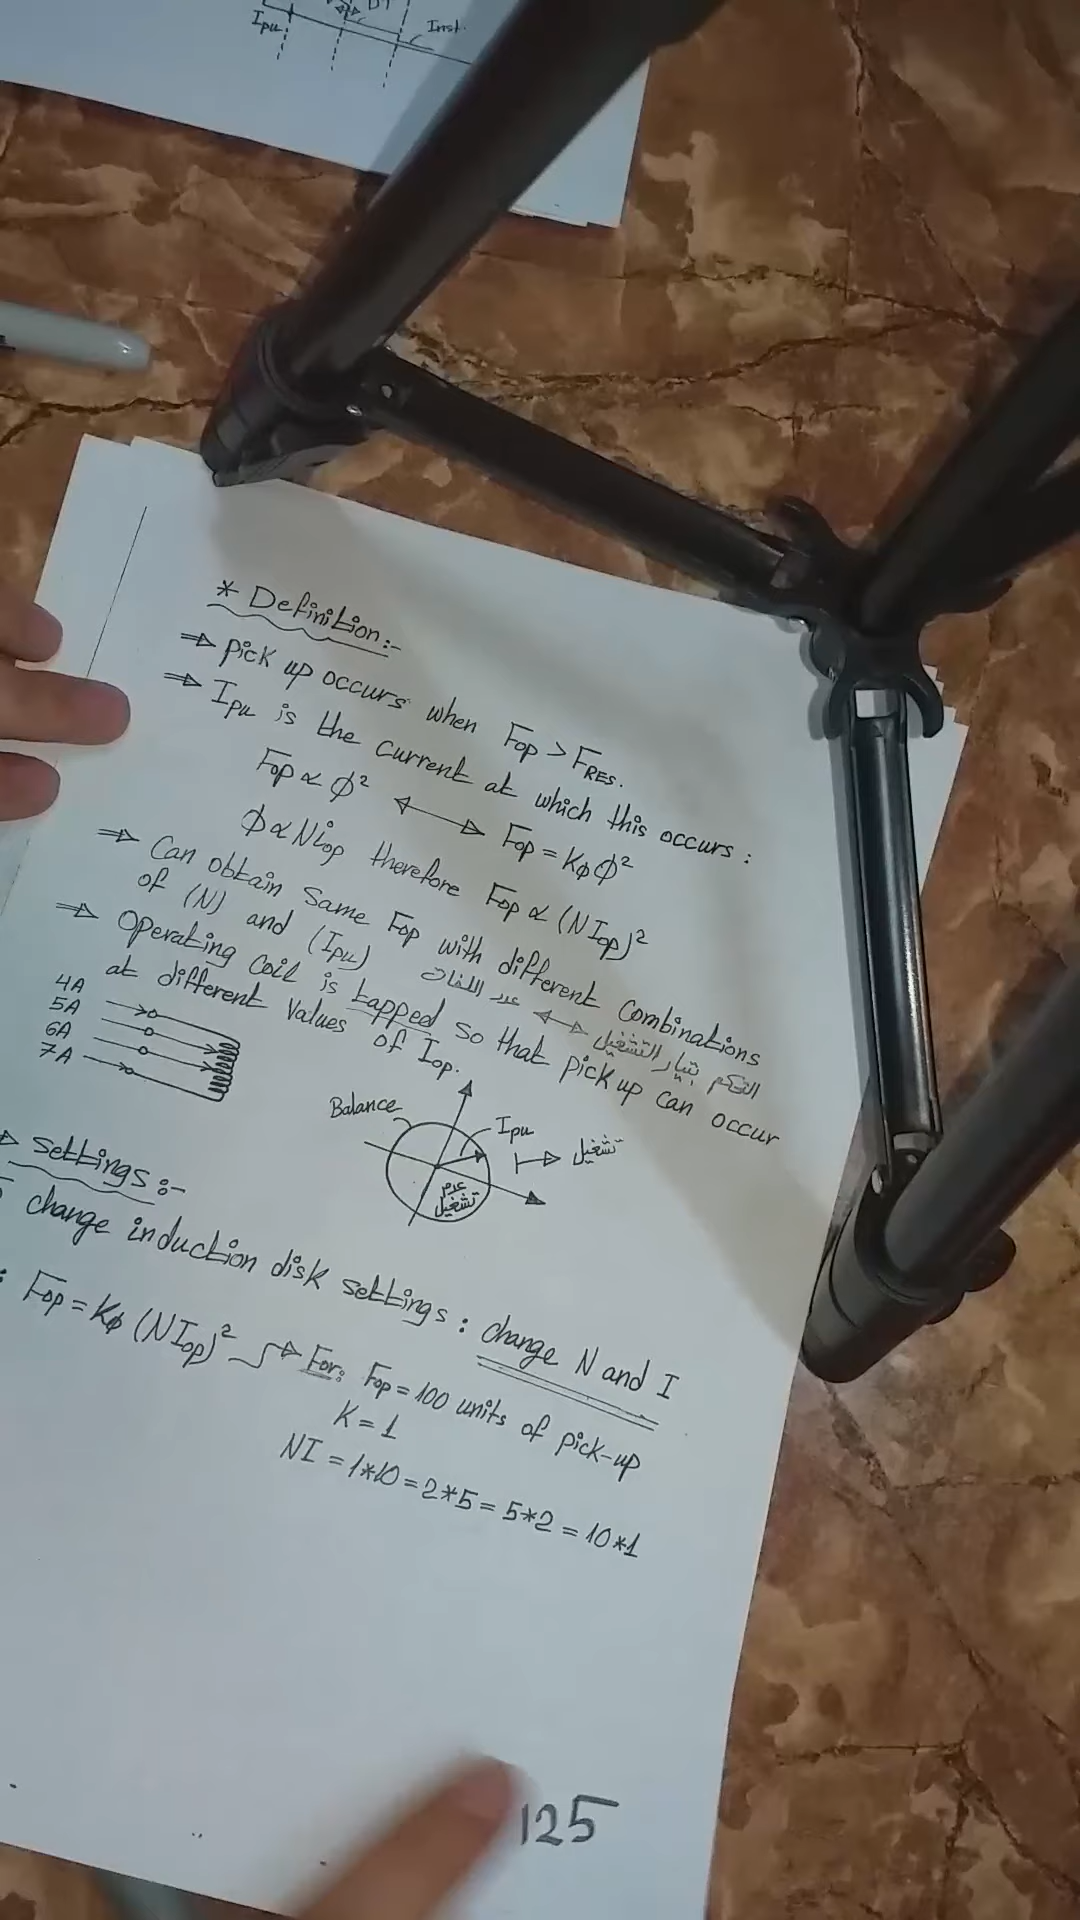 Ipu
DT
Inst.
* Definition:-
⇒ pick up occurs when Fop > FRES.
⇒ Ipu is the current at which this occurs :
Fop ∝ ϕ² ↔ Fop = Kϕ ϕ²
ϕ ∝ Niop therefore Fop ∝ (N Iop)²
⇒ Can obtain Same Fop with different Combinations
of (N) and (Ipu) عدد اللفات ↔ التحكم بتيار التشغيل
⇒ Operating Coil is tapped so that pick up can occur
at different Values of Iop.
4A
5A
6A
7A
Balance
Ipu
تشغيل
عدم
تشغيل
⇒ settings :-
change induction disk settings : change N and I
: Fop = Kϕ (N Iop)² → For: Fop = 100 units of pick-up
K = 1
NI = 1*10 = 2*5 = 5*2 = 10*1
125